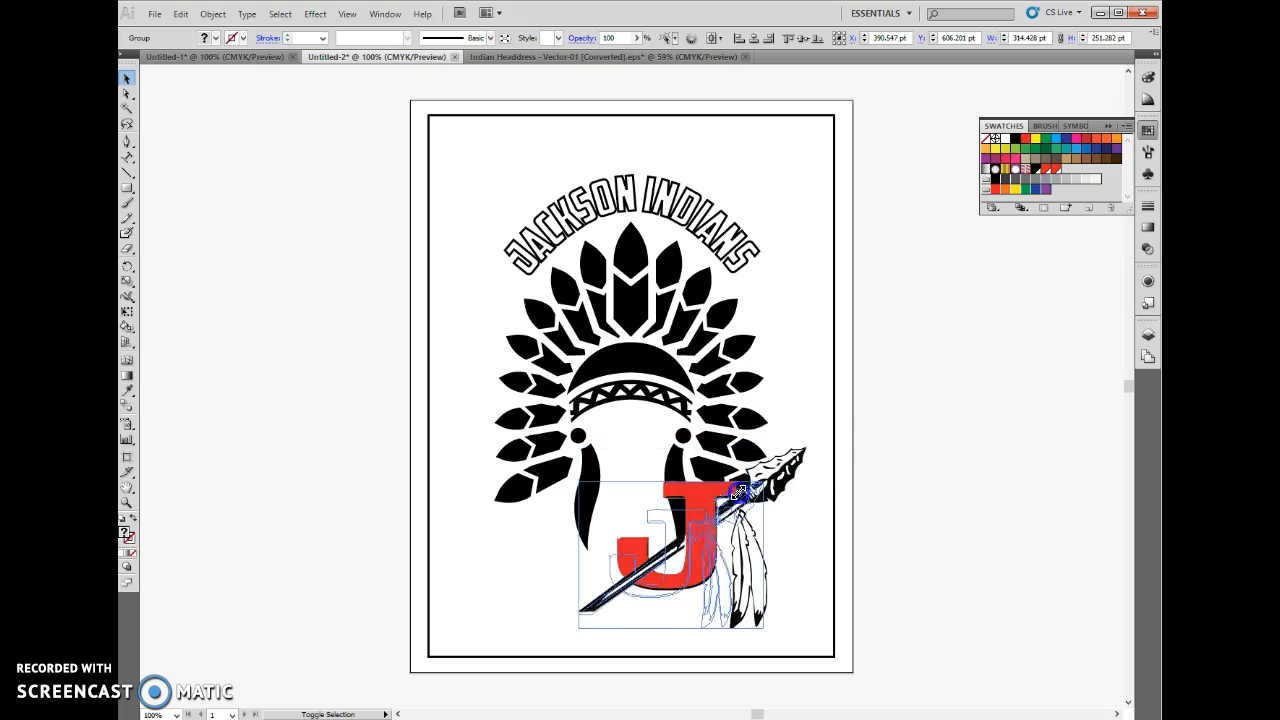 Ai File Edit Object Type Select Effect View Window Help ESSENTIALS CS Live
Group ? Stroke: Basic Style: Opacity: 100 % X: 390.547 pt Y: 606.201 pt W: 314.428 pt H: 251.282 pt
Untitled-1* @ 100% (CMYK/Preview) Untitled-2* @ 100% (CMYK/Preview) Indian Headdress - Vector-01 [Converted].eps* @ 59% (CMYK/Preview)
SWATCHES BRUSH SYMBO
JACKSON INDIANS
J
RECORDED WITH
SCREENCAST MATIC
100% 1 Toggle Selection